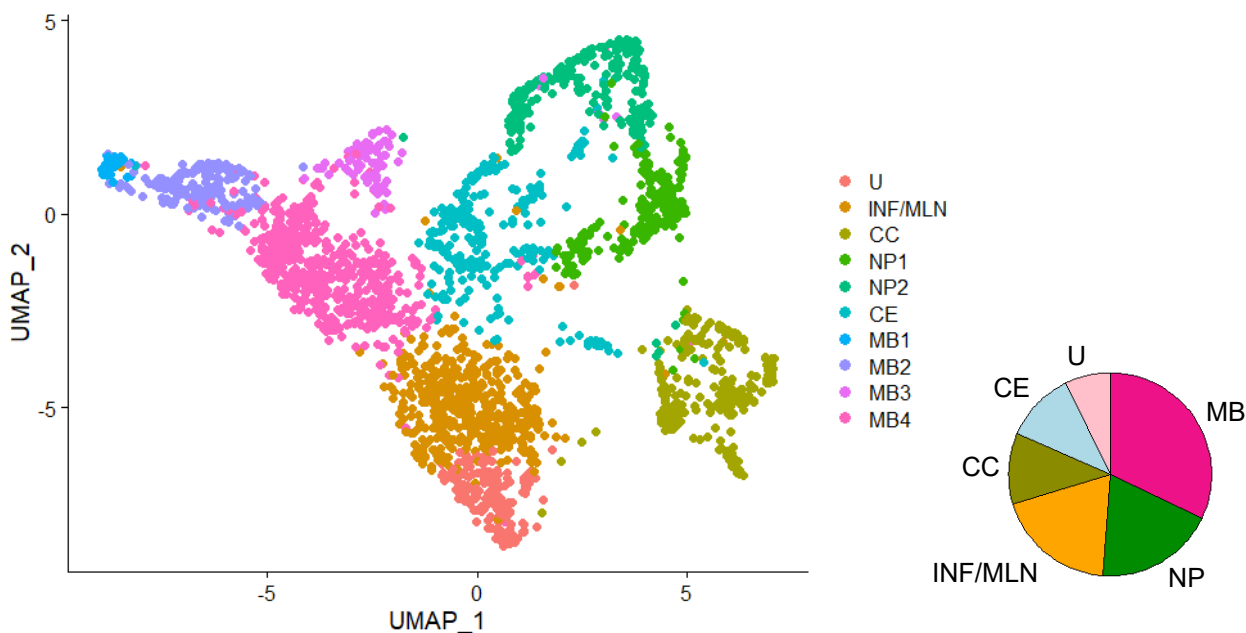 5
0
-5
UMAP_2
-5
0
5
UMAP_1
U
INF/MLN
CC
NP1
NP2
CE
MB1
MB2
MB3
MB4
U
CE
MB
CC
INF/MLN
NP